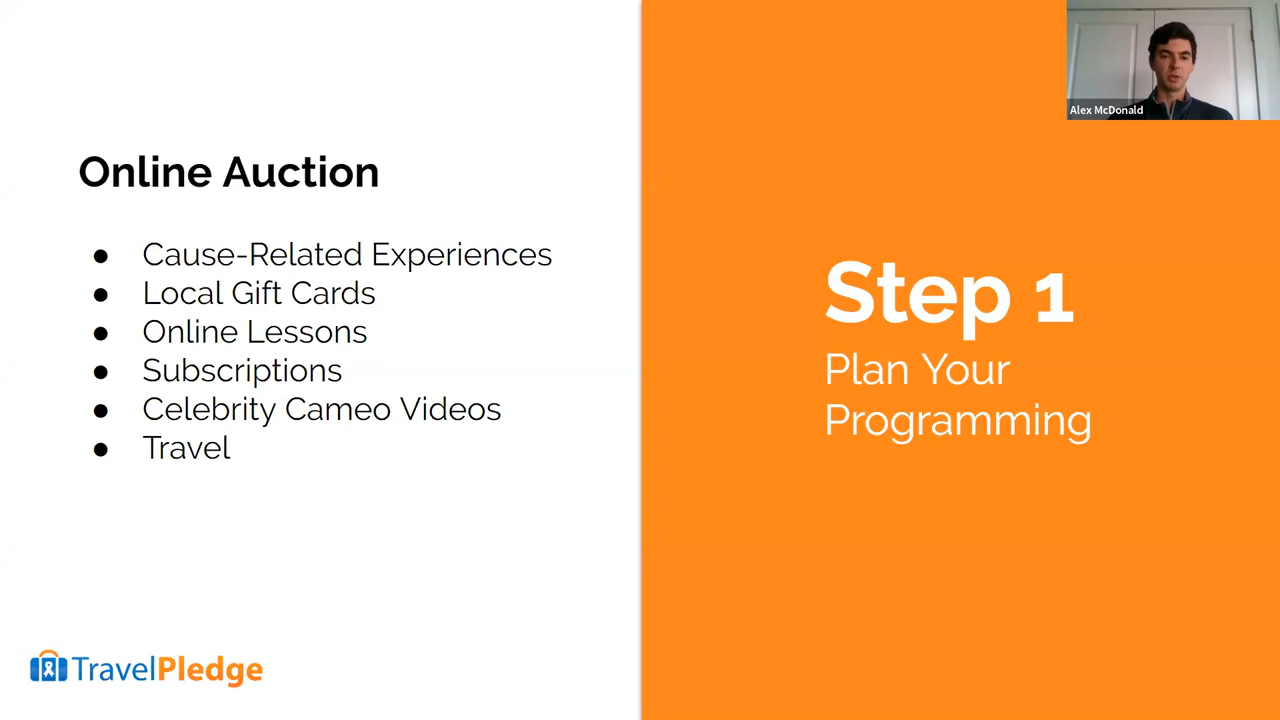 Online Auction
● Cause-Related Experiences
● Local Gift Cards
● Online Lessons
● Subscriptions
● Celebrity Cameo Videos
● Travel
TravelPledge
Step 1
Plan Your
Programming
Alex McDonald